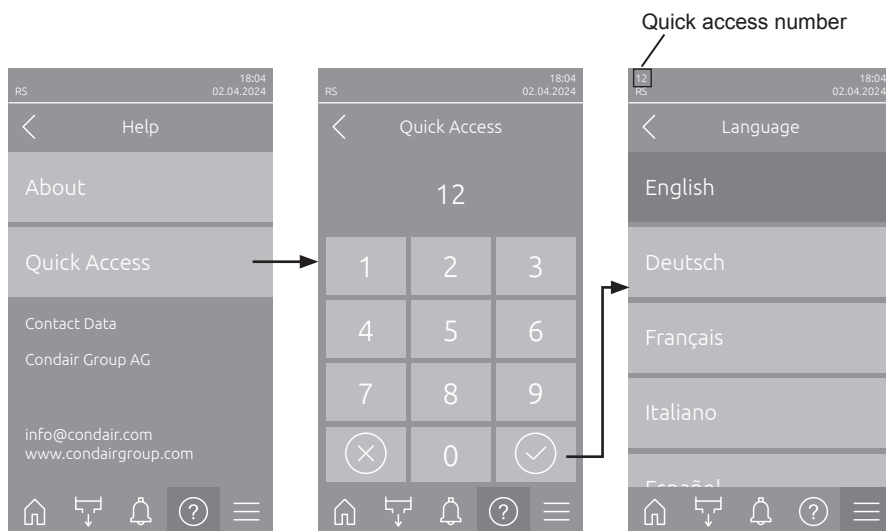 Quick access number
18:04
RS
02.04.2024
Help
About
Quick Access
Contact Data
Condair Group AG
info@condair.com
www.condairgroup.com
?
18:04
RS
02.04.2024
Quick Access
12
1 2 3
4 5 6
7 8 9
0
?
12
18:04
RS
02.04.2024
Language
English
Deutsch
Français
Italiano
Español
?